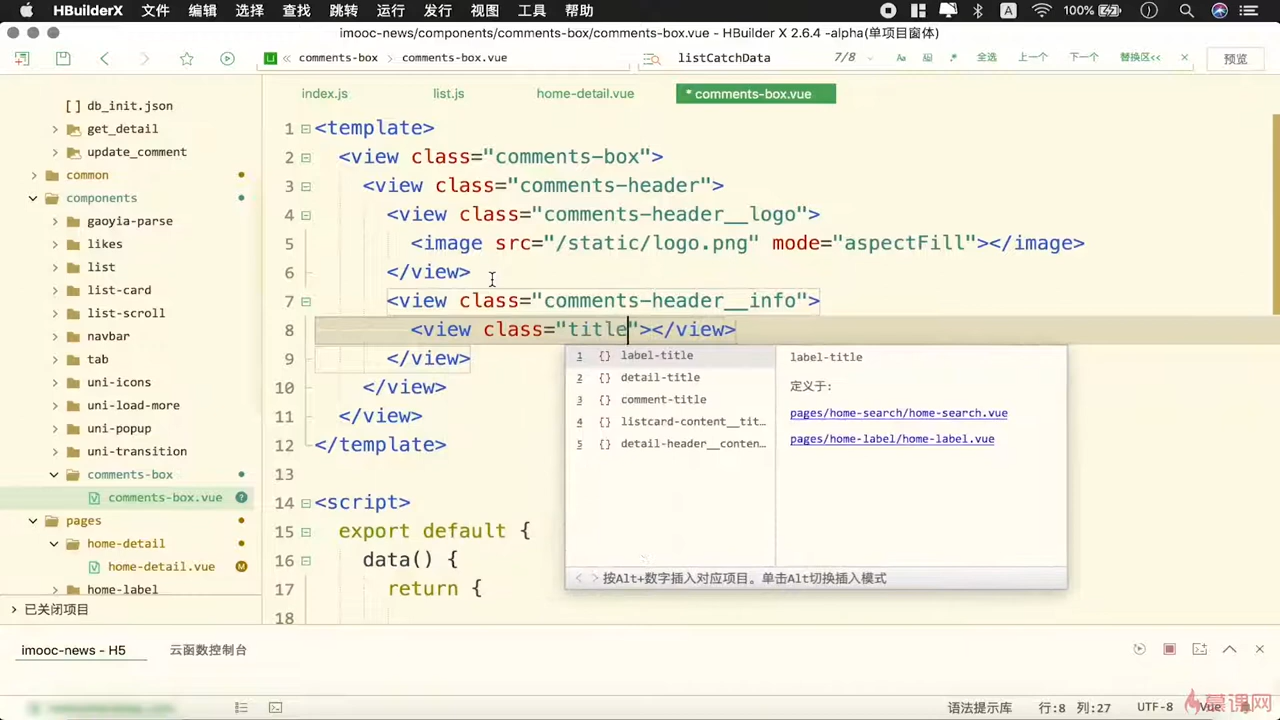 HBuilderX 文件 编辑 选择 查找 跳转 运行 发行 视图 工具 帮助 100%
imooc-news/components/comments-box/comments-box.vue - HBuilder X 2.6.4 -alpha(单项目窗体)
comments-box comments-box.vue listCatchData 7/8 Aa 全选 上一个 下一个 替换区<< 预览
index.js list.js home-detail.vue * comments-box.vue
[ ] db_init.json
get_detail
update_comment
common
components
gaoyia-parse
likes
list
list-card
list-scroll
navbar
tab
uni-icons
uni-load-more
uni-popup
uni-transition
comments-box
comments-box.vue
pages
home-detail
home-detail.vue M
home-label
已关闭项目
1 <template>
2 <view class="comments-box">
3 <view class="comments-header">
4 <view class="comments-header__logo">
5 <image src="/static/logo.png" mode="aspectFill"></image>
6 </view>
7 <view class="comments-header__info">
8 <view class="title"></view>
9 </view>
10 </view>
11 </view>
12 </template>
13
14 <script>
15 export default {
16 data() {
17 return {
18
1 {} label-title
2 {} detail-title
3 {} comment-title
4 {} listcard-content__tit...
5 {} detail-header__conten...
label-title
定义于:
pages/home-search/home-search.vue
pages/home-label/home-label.vue
按Alt+数字插入对应项目。单击Alt切换插入模式
imooc-news - H5 云函数控制台
语法提示库 行:8 列:27 UTF-8 Vue
慕课网